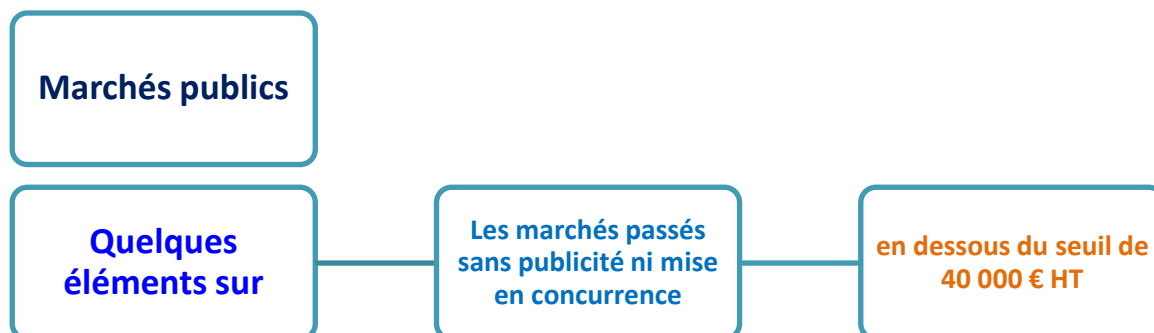 Marchés publics
Quelques
éléments sur
Les marchés passés
sans publicité ni mise
en concurrence
en dessous du seuil de
40 000 € HT